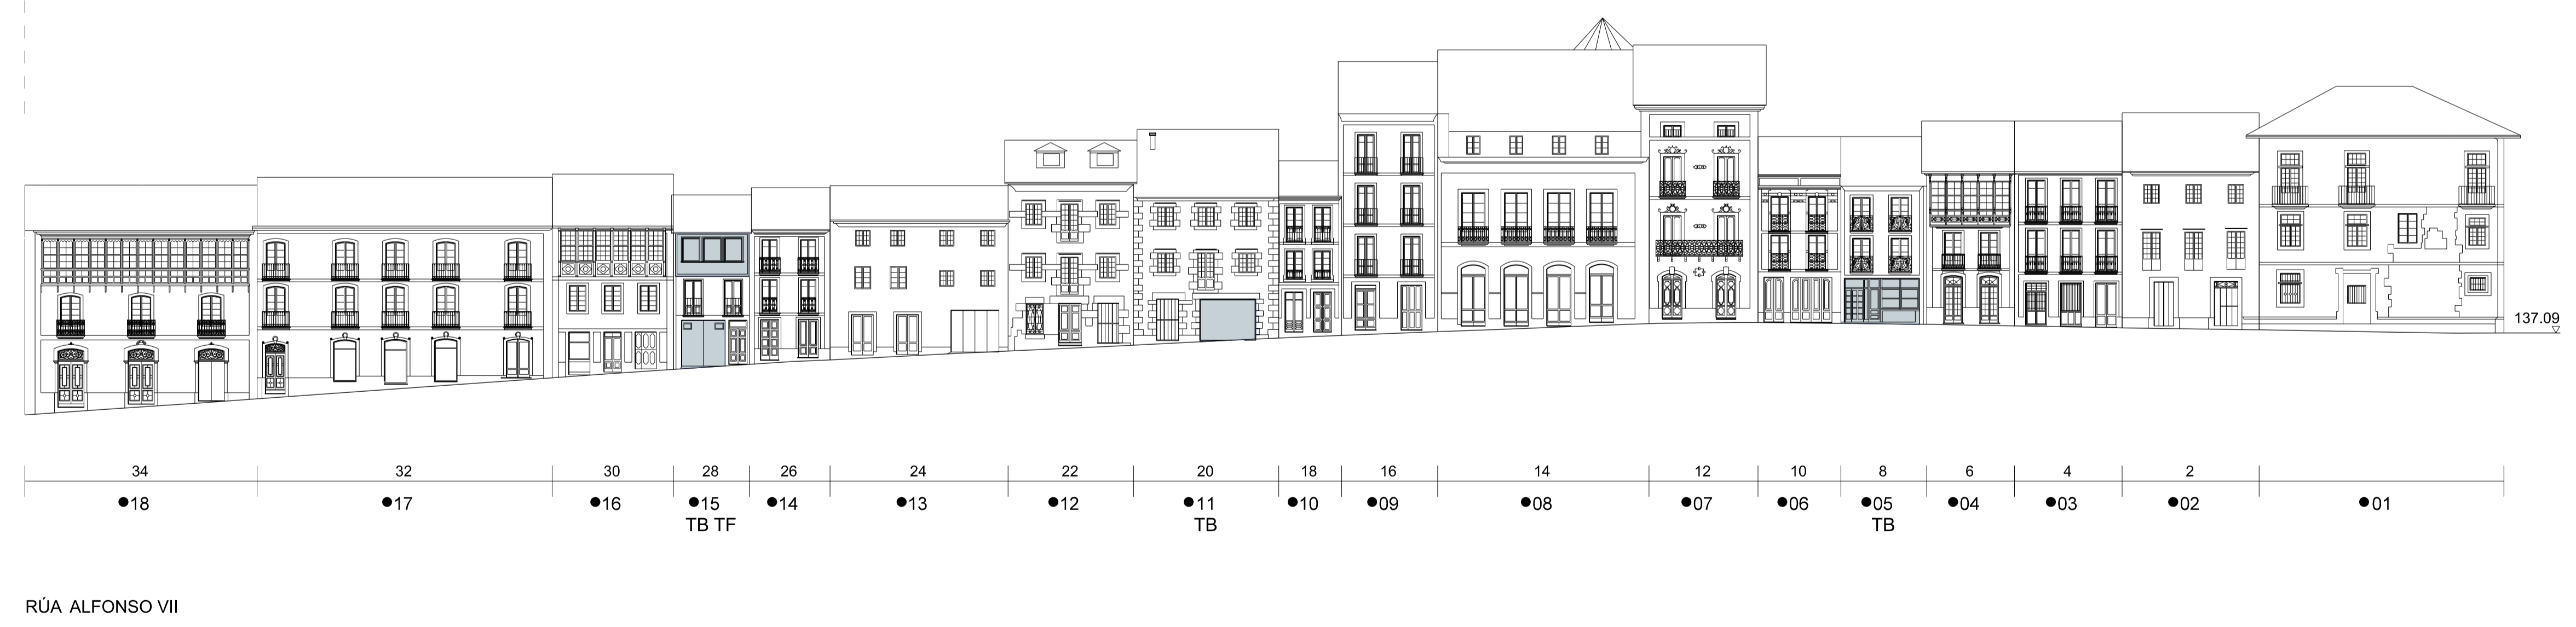 137.09
34 32 30 28 26 24 22 20 18 16 14 12 10 8 6 4 2
●18 ●17 ●16 ●15 ●14 ●13 ●12 ●11 ●10 ●09 ●08 ●07 ●06 ●05 ●04 ●03 ●02 ●01
TB TF TB TB
RÚA ALFONSO VII